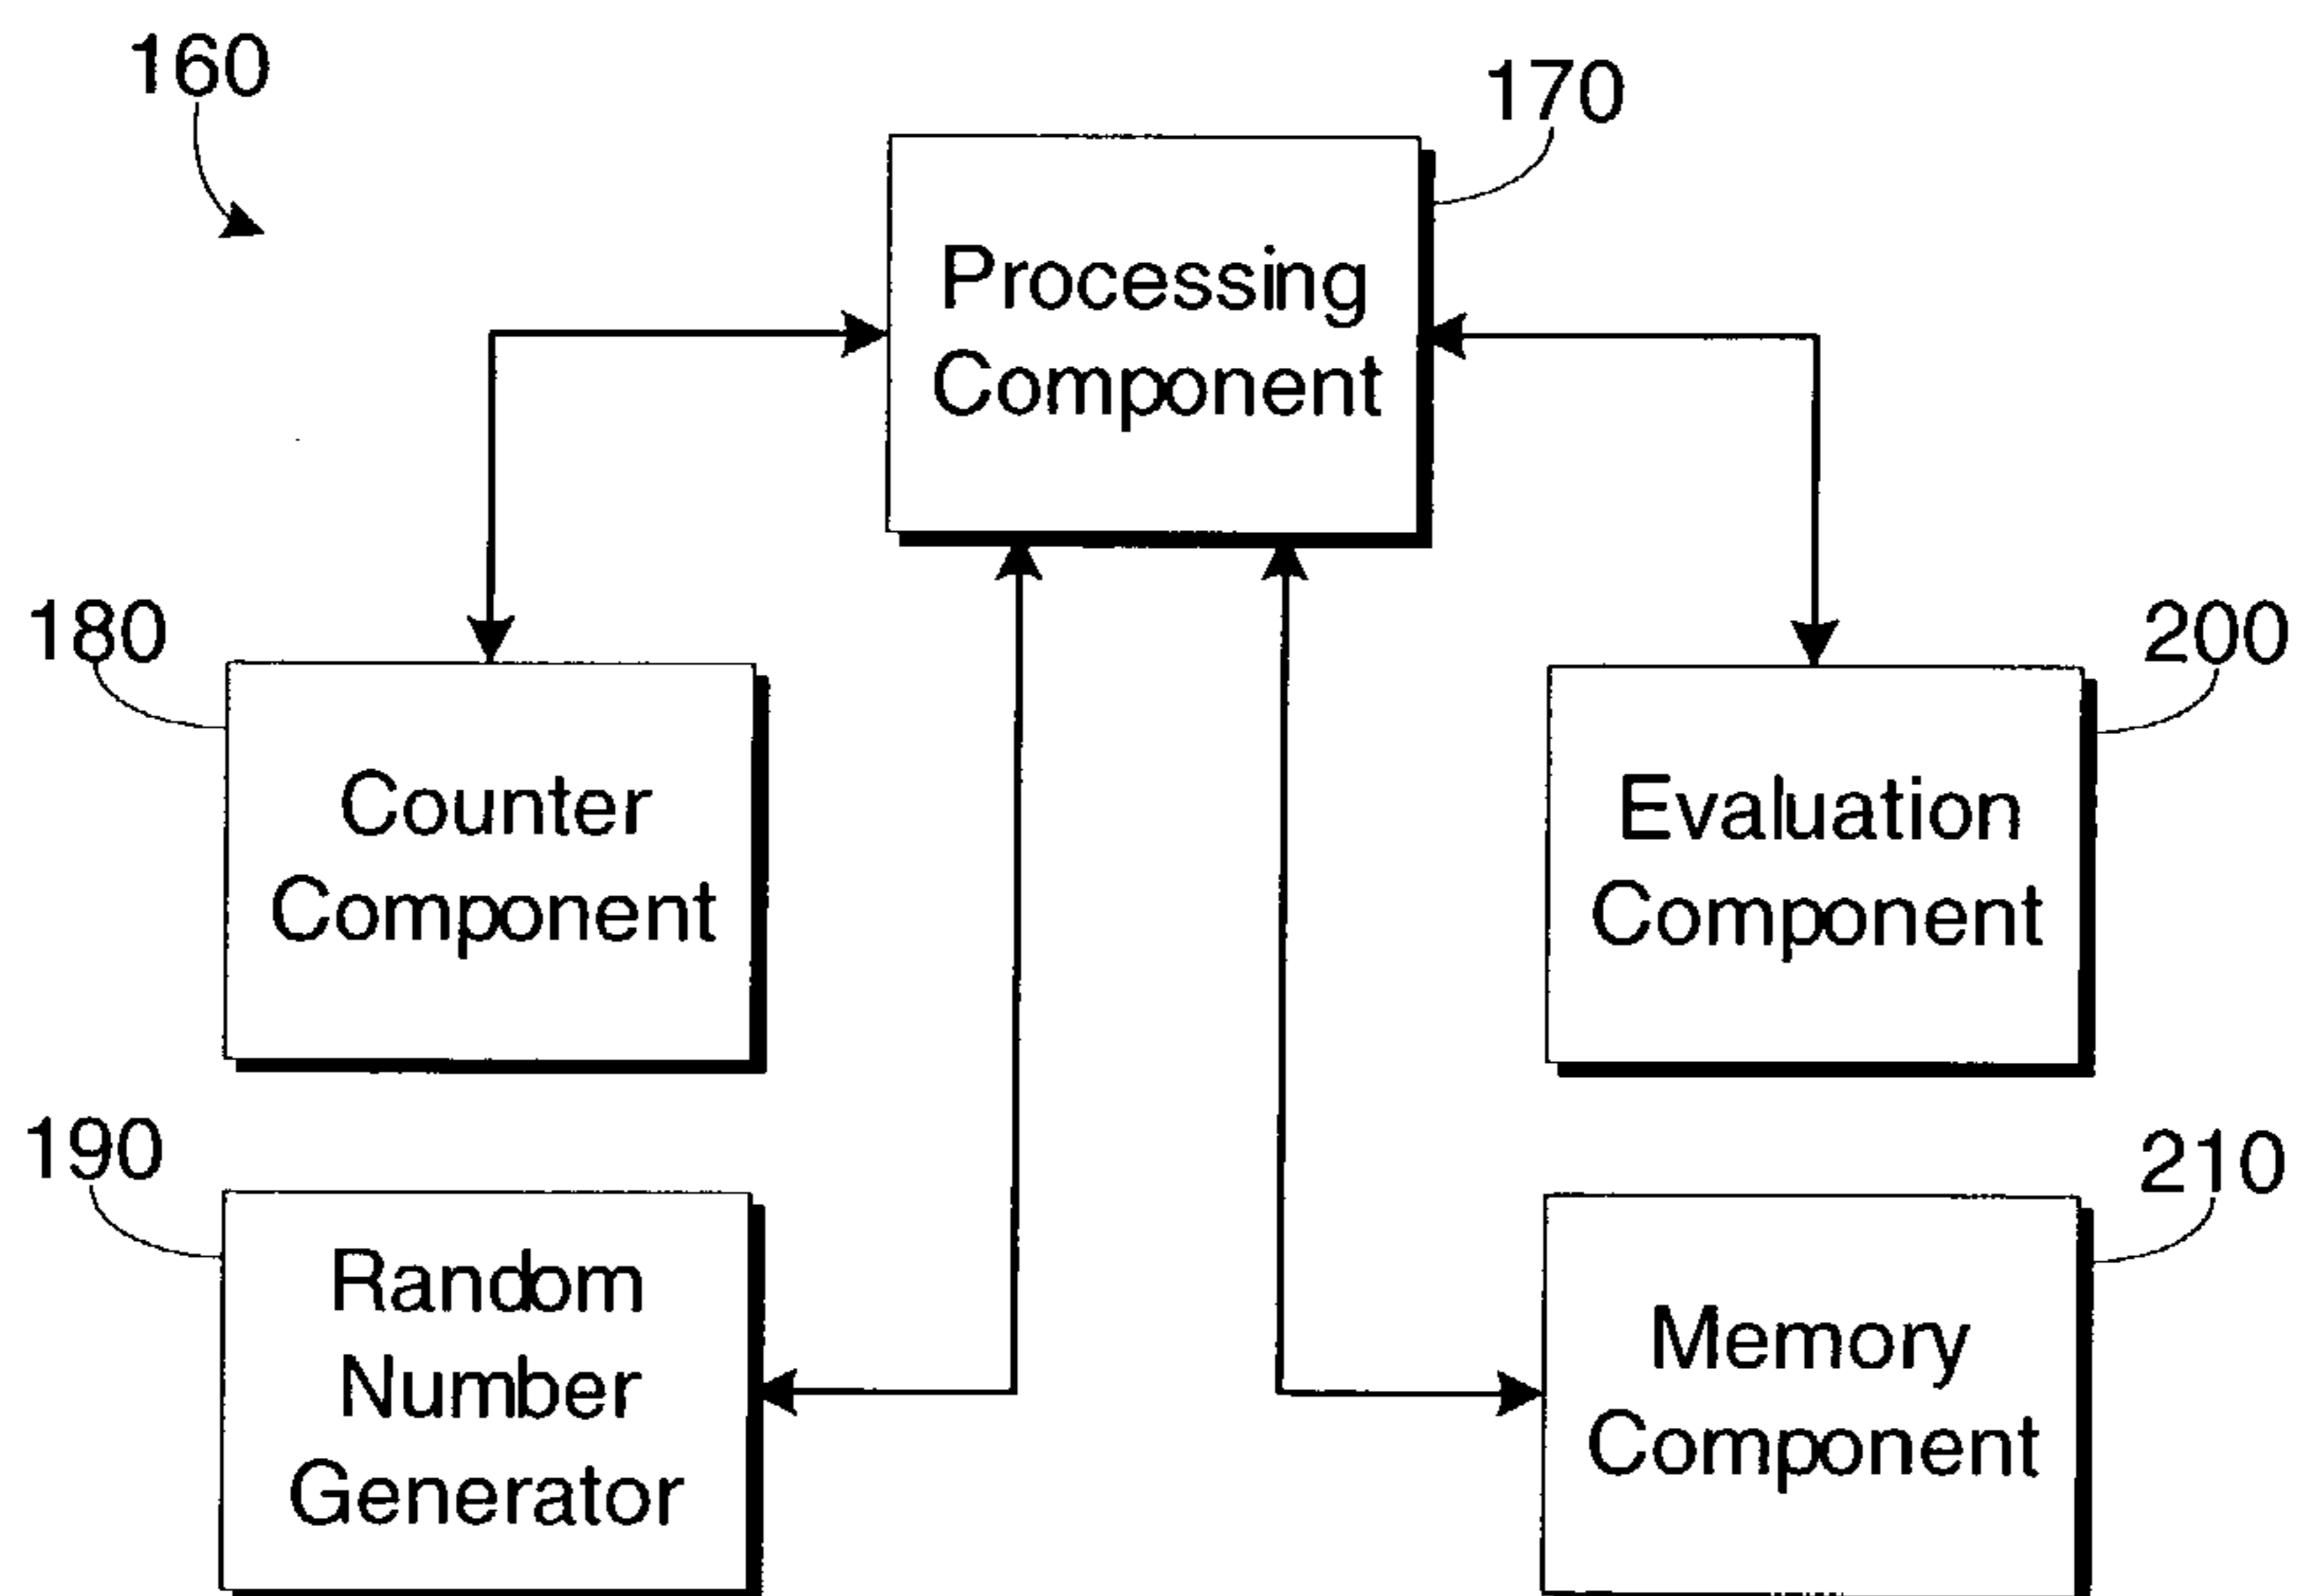 160
170
Processing
Component
180
200
Counter
Component
Evaluation
Component
190
210
Random
Number
Generator
Memory
Component